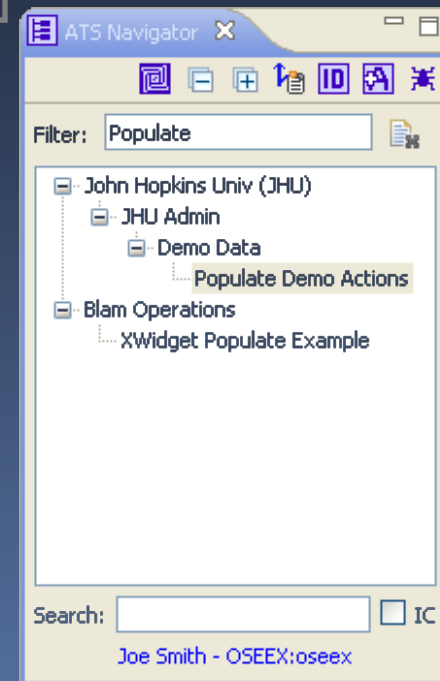 ATS Navigator
ID A
Filter: Populate
John Hopkins Univ (JHU)
JHU Admin
Demo Data
Populate Demo Actions
Blam Operations
XWidget Populate Example
Search: IC
Joe Smith - OSEEX:oseex